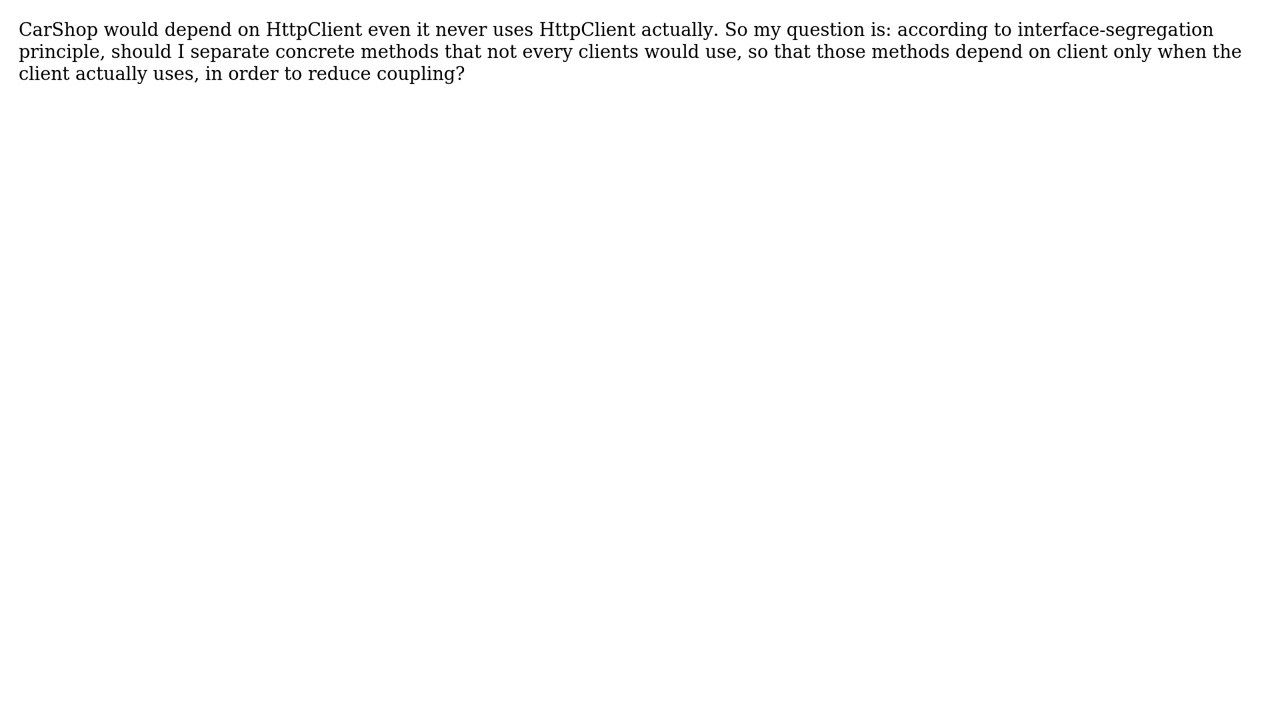 CarShop would depend on HttpClient even it never uses HttpClient actually. So my question is: according to interface-segregation
principle, should I separate concrete methods that not every clients would use, so that those methods depend on client only when the
client actually uses, in order to reduce coupling?